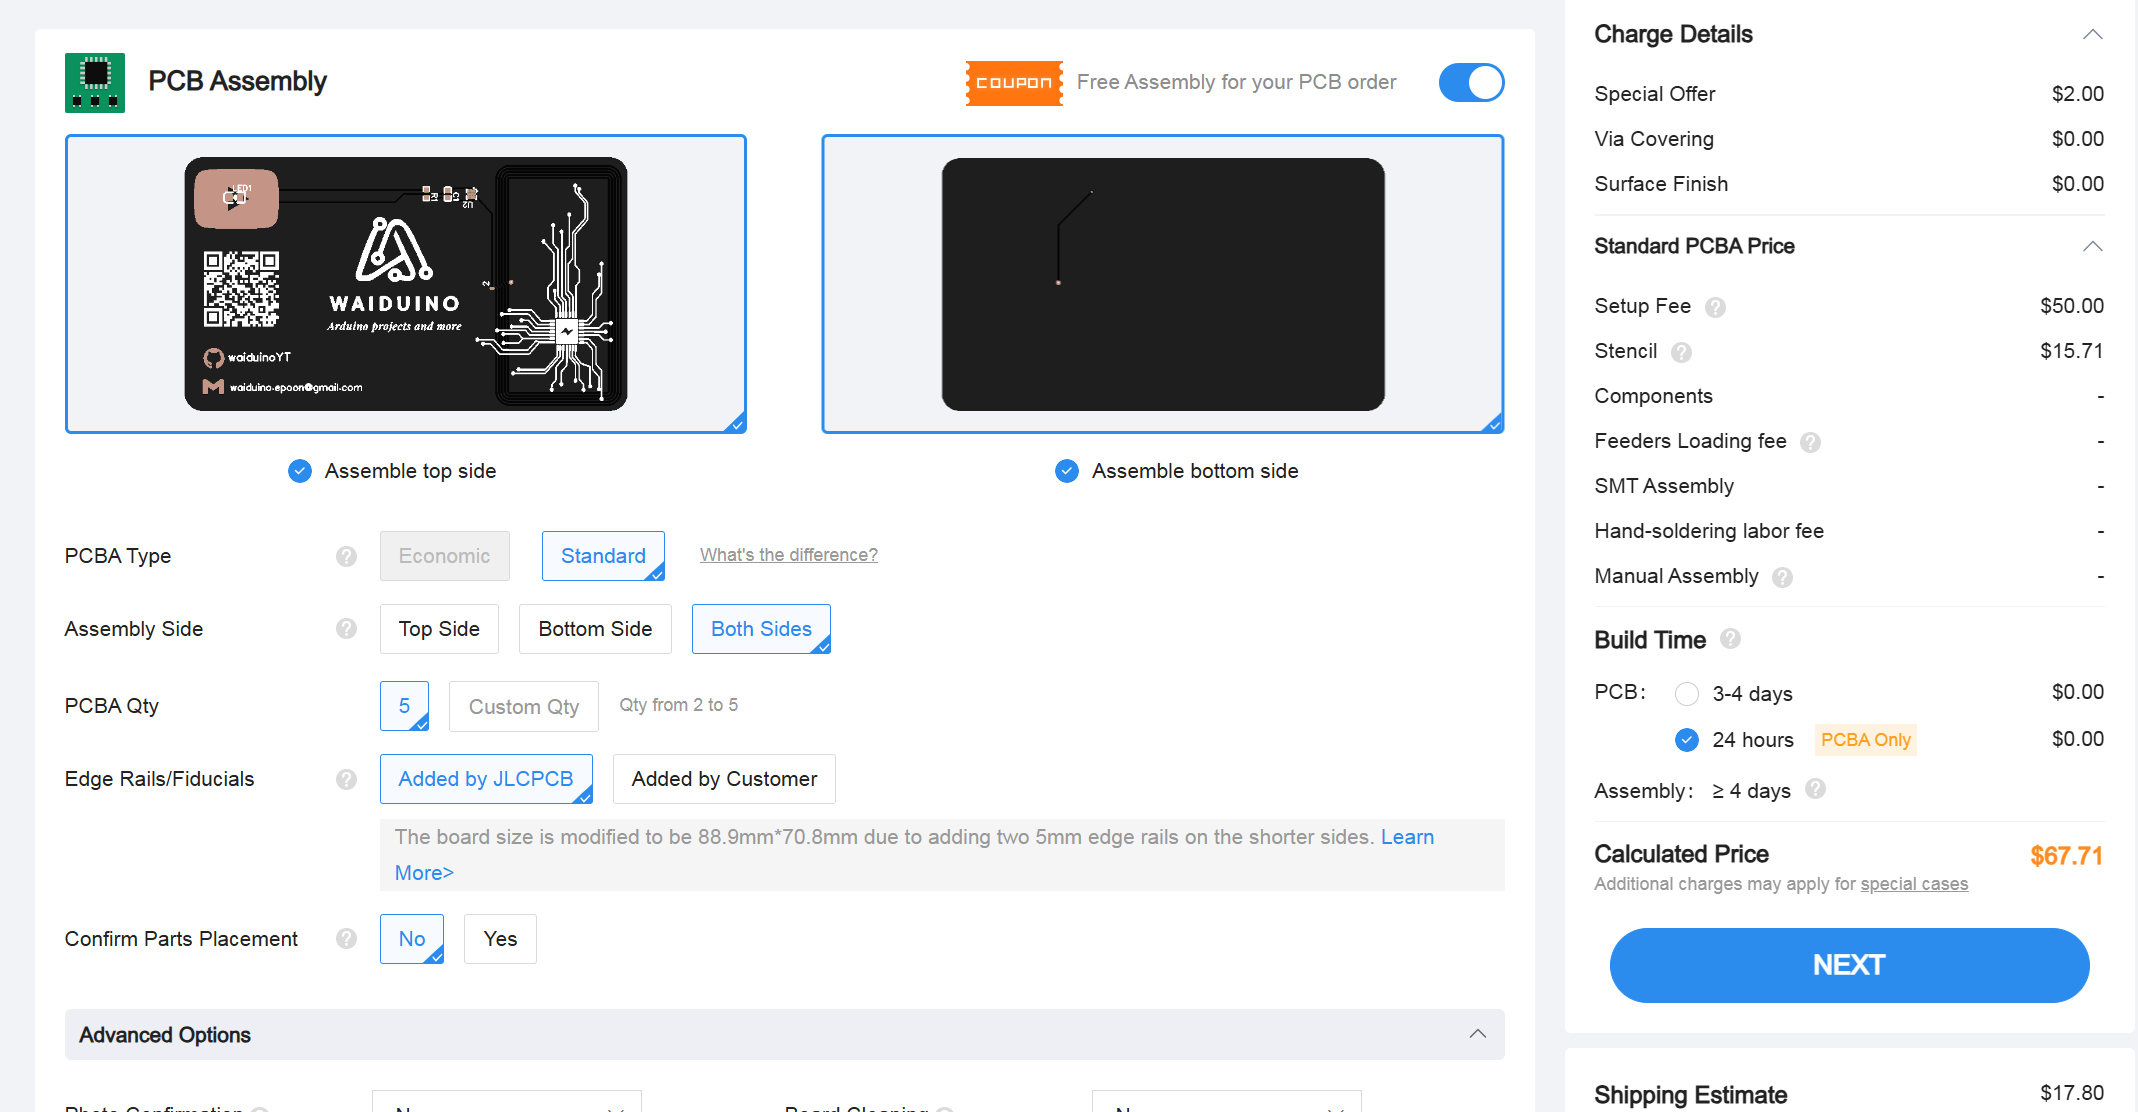 PCB Assembly
COUPON Free Assembly for your PCB order
LED1
R1 C1 U2
2
WAIDUINO
Arduino projects and more
waiduinoYT
waiduino.epoon@gmail.com
Assemble top side
Assemble bottom side
PCBA Type ? Economic Standard What's the difference?
Assembly Side ? Top Side Bottom Side Both Sides
PCBA Qty 5 Custom Qty Qty from 2 to 5
Edge Rails/Fiducials ? Added by JLCPCB Added by Customer
The board size is modified to be 88.9mm*70.8mm due to adding two 5mm edge rails on the shorter sides. Learn
More>
Confirm Parts Placement ? No Yes
Advanced Options
Charge Details
Special Offer $2.00
Via Covering $0.00
Surface Finish $0.00
Standard PCBA Price
Setup Fee ? $50.00
Stencil ? $15.71
Components -
Feeders Loading fee ? -
SMT Assembly -
Hand-soldering labor fee -
Manual Assembly ? -
Build Time ?
PCB: 3-4 days $0.00
24 hours PCBA Only $0.00
Assembly: ≥ 4 days ?
Calculated Price $67.71
Additional charges may apply for special cases
NEXT
Shipping Estimate $17.80